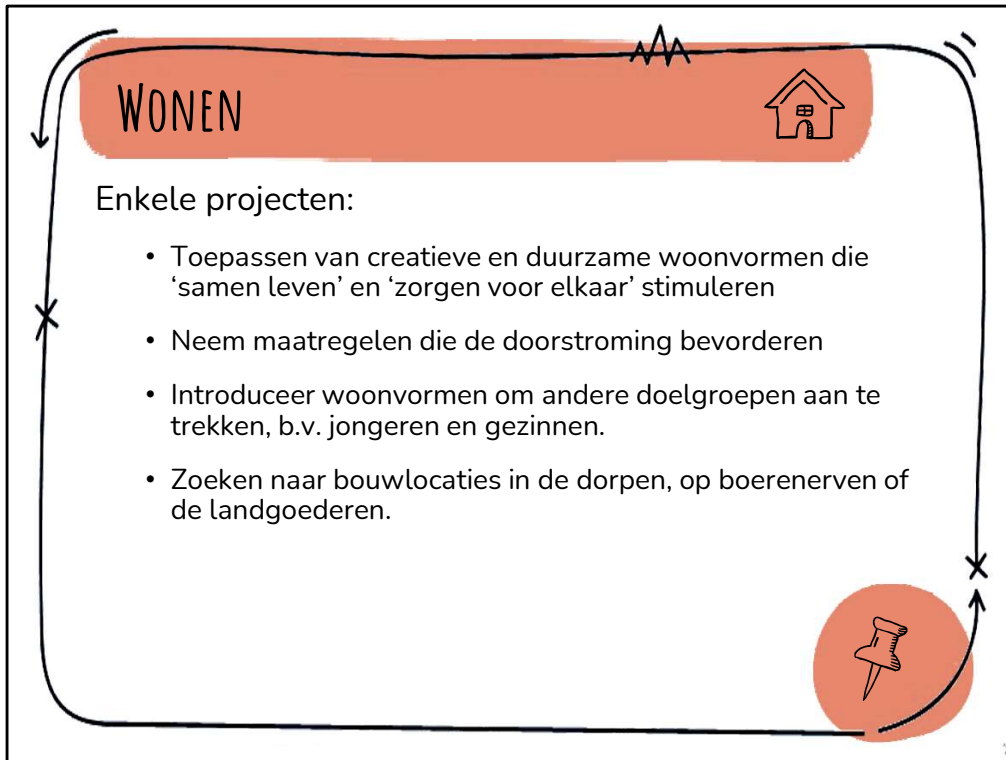 WONEN
Enkele projecten:
• Toepassen van creatieve en duurzame woonvormen die
‘samen leven’ en ‘zorgen voor elkaar’ stimuleren
• Neem maatregelen die de doorstroming bevorderen
• Introduceer woonvormen om andere doelgroepen aan te
trekken, b.v. jongeren en gezinnen.
• Zoeken naar bouwlocaties in de dorpen, op boerenerven of
de landgoederen.